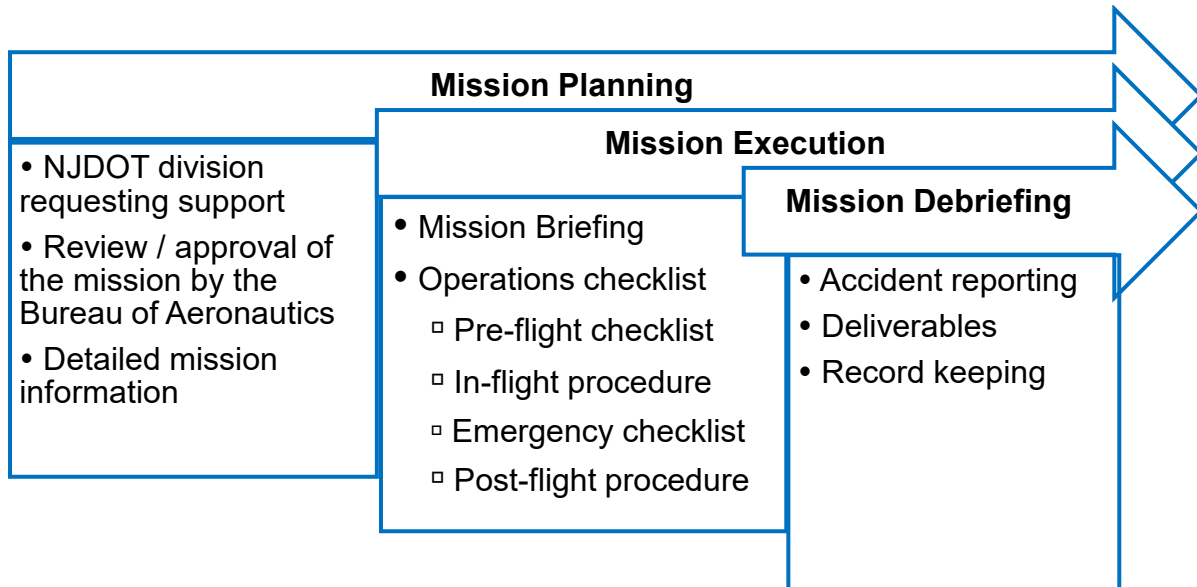 Mission Planning
• NJDOT division
requesting support
• Review / approval of
the mission by the
Bureau of Aeronautics
• Detailed mission
information
Mission Execution
• Mission Briefing
• Operations checklist
▫ Pre-flight checklist
▫ In-flight procedure
▫ Emergency checklist
▫ Post-flight procedure
Mission Debriefing
• Accident reporting
• Deliverables
• Record keeping